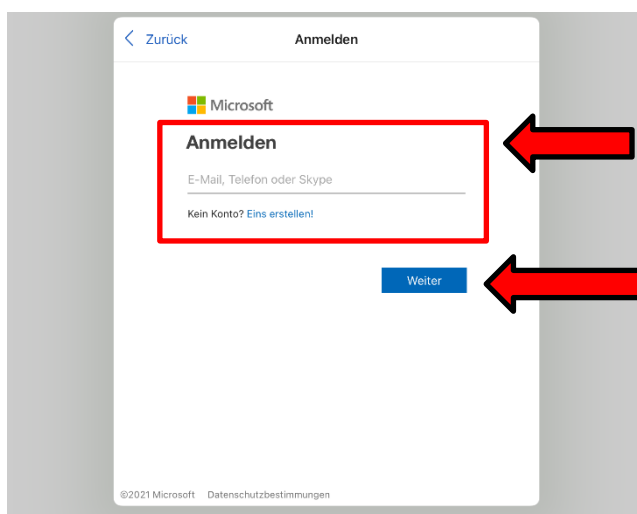 Zurück Anmelden
Microsoft
Anmelden
E-Mail, Telefon oder Skype
Kein Konto? Eins erstellen!
Weiter
©2021 Microsoft Datenschutzbestimmungen